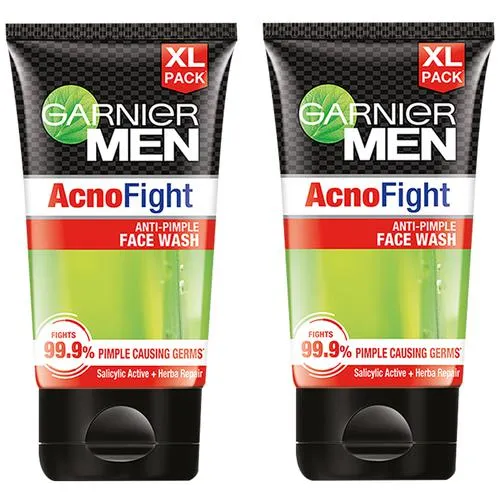 XL
PACK
GARNIER
MEN
AcnoFight
ANTI-PIMPLE
FACE WASH
FIGHTS
99.9% PIMPLE CAUSING GERMS*
Salicylic Active + Herba Repair
XL
PACK
GARNIER
MEN
AcnoFight
ANTI-PIMPLE
FACE WASH
FIGHTS
99.9% PIMPLE CAUSING GERMS*
Salicylic Active + Herba Repair